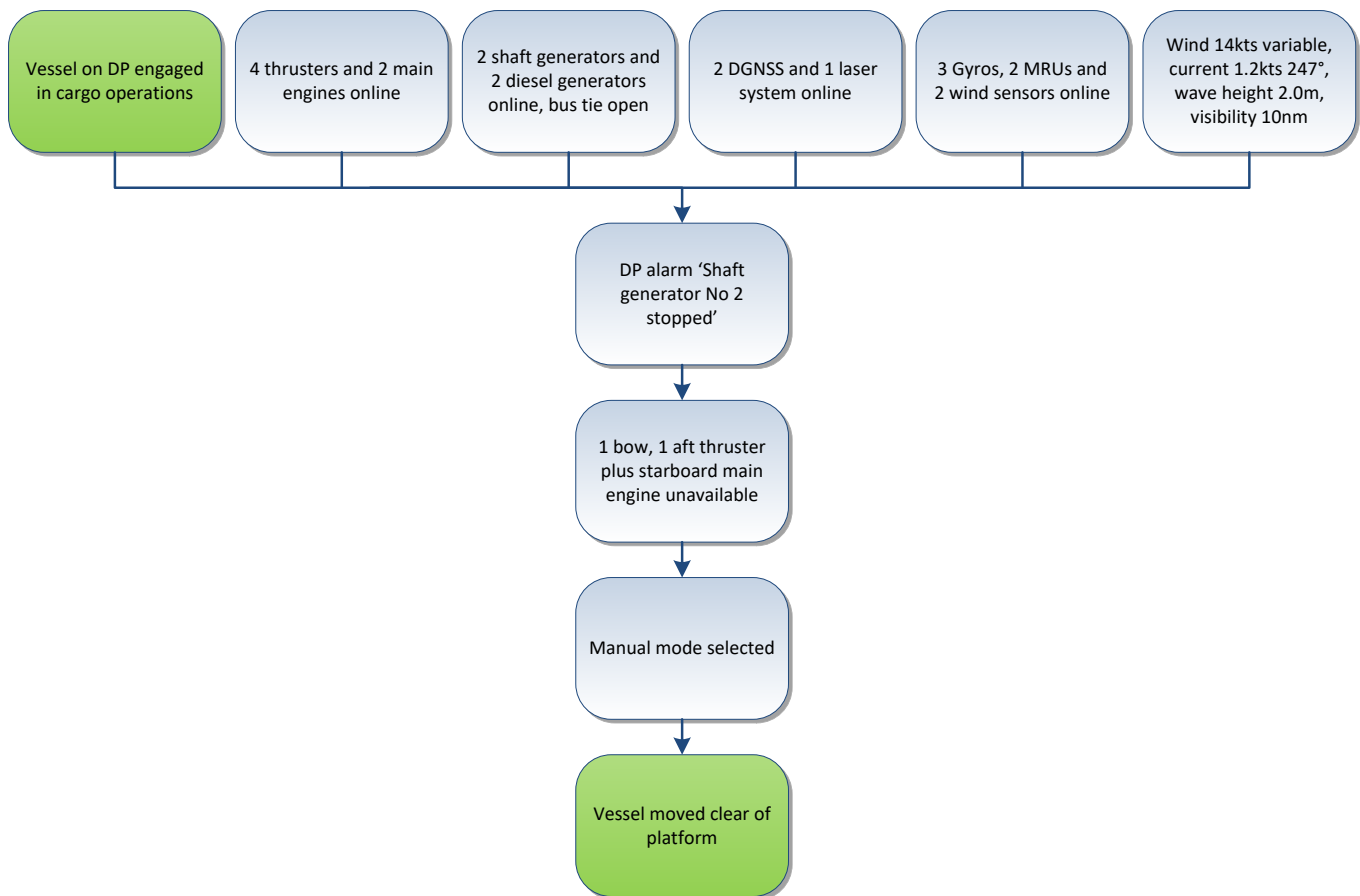 Vessel on DP engaged
in cargo operations
4 thrusters and 2 main
engines online
2 shaft generators and
2 diesel generators
online, bus tie open
2 DGNSS and 1 laser
system online
3 Gyros, 2 MRUs and
2 wind sensors online
Wind 14kts variable,
current 1.2kts 247°,
wave height 2.0m,
visibility 10nm
DP alarm ‘Shaft
generator No 2
stopped’
1 bow, 1 aft thruster
plus starboard main
engine unavailable
Manual mode selected
Vessel moved clear of
platform